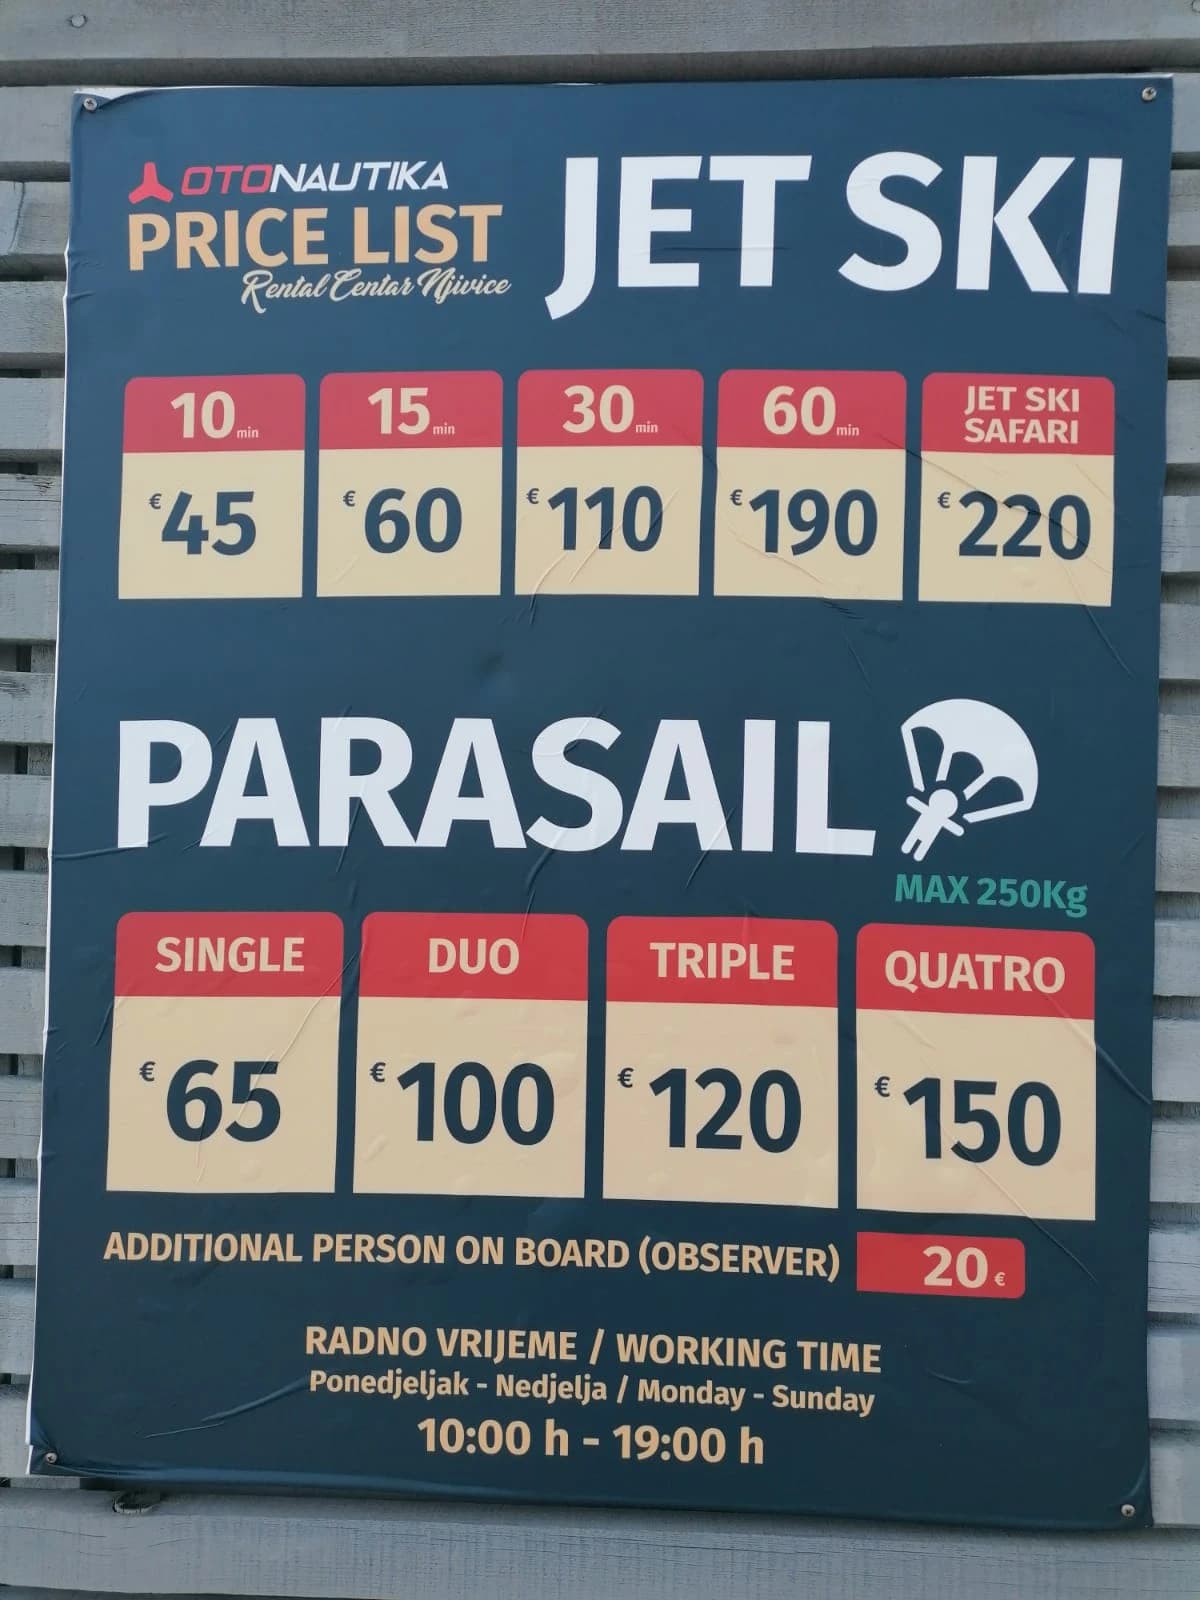 OTONAUTIKA
PRICE LIST
Rental Centar Njivice
JET SKI
10 min
€ 45
15 min
€ 60
30 min
€ 110
60 min
€ 190
JET SKI
SAFARI
€ 220
PARASAIL
MAX 250Kg
SINGLE
€ 65
DUO
€ 100
TRIPLE
€ 120
QUATRO
€ 150
ADDITIONAL PERSON ON BOARD (OBSERVER) 20 €
RADNO VRIJEME / WORKING TIME
Ponedjeljak - Nedjelja / Monday - Sunday
10:00 h - 19:00 h